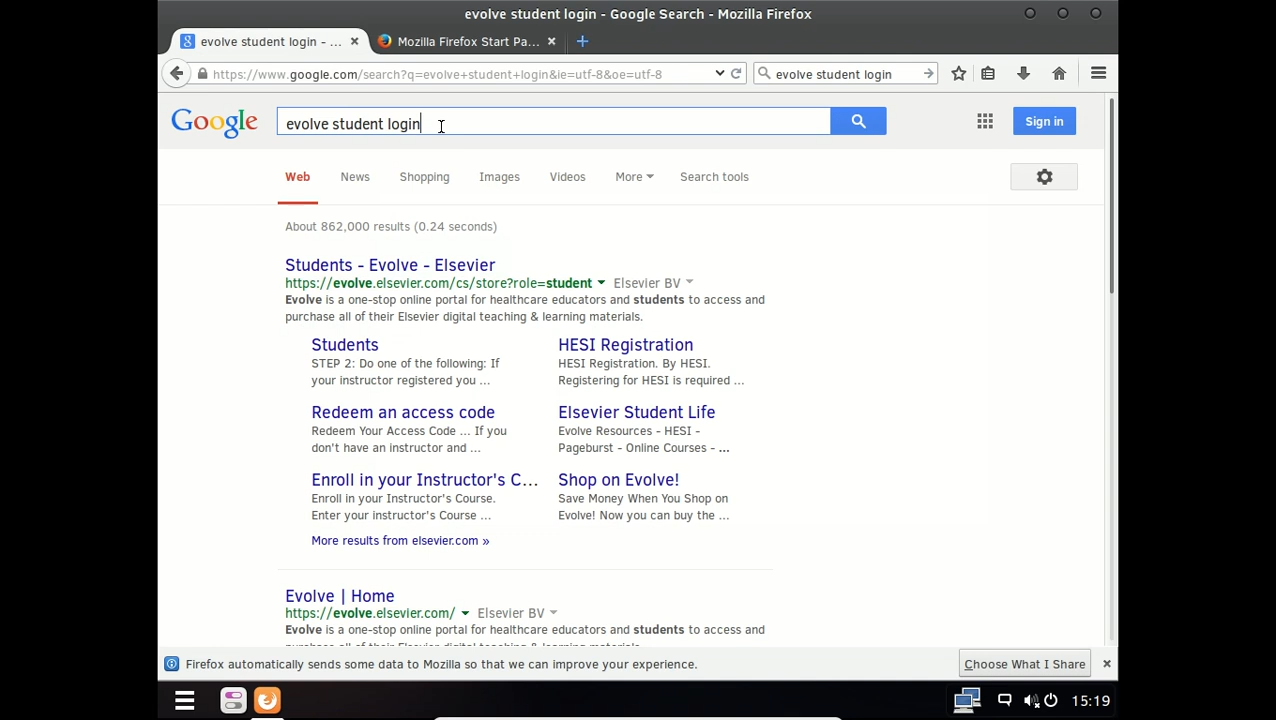 evolve student login - Google Search - Mozilla Firefox
evolve student login - ... Mozilla Firefox Start Pa...
https://www.google.com/search?q=evolve+student+login&ie=utf-8&oe=utf-8 evolve student login
Google evolve student login Sign in
Web News Shopping Images Videos More Search tools
About 862,000 results (0.24 seconds)
Students - Evolve - Elsevier
https://evolve.elsevier.com/cs/store?role=student Elsevier BV
Evolve is a one-stop online portal for healthcare educators and students to access and
purchase all of their Elsevier digital teaching & learning materials.
Students
STEP 2: Do one of the following: If
your instructor registered you ...
HESI Registration
HESI Registration. By HESI.
Registering for HESI is required ...
Redeem an access code
Redeem Your Access Code ... If you
don't have an instructor and ...
Elsevier Student Life
Evolve Resources - HESI -
Pageburst - Online Courses - ...
Enroll in your Instructor's C...
Enroll in your Instructor's Course.
Enter your instructor's Course ...
Shop on Evolve!
Save Money When You Shop on
Evolve! Now you can buy the ...
More results from elsevier.com »
Evolve | Home
https://evolve.elsevier.com/ Elsevier BV
Evolve is a one-stop online portal for healthcare educators and students to access and
purchase all of their Elsevier digital teaching & learning materials.
Firefox automatically sends some data to Mozilla so that we can improve your experience. Choose What I Share
15:19